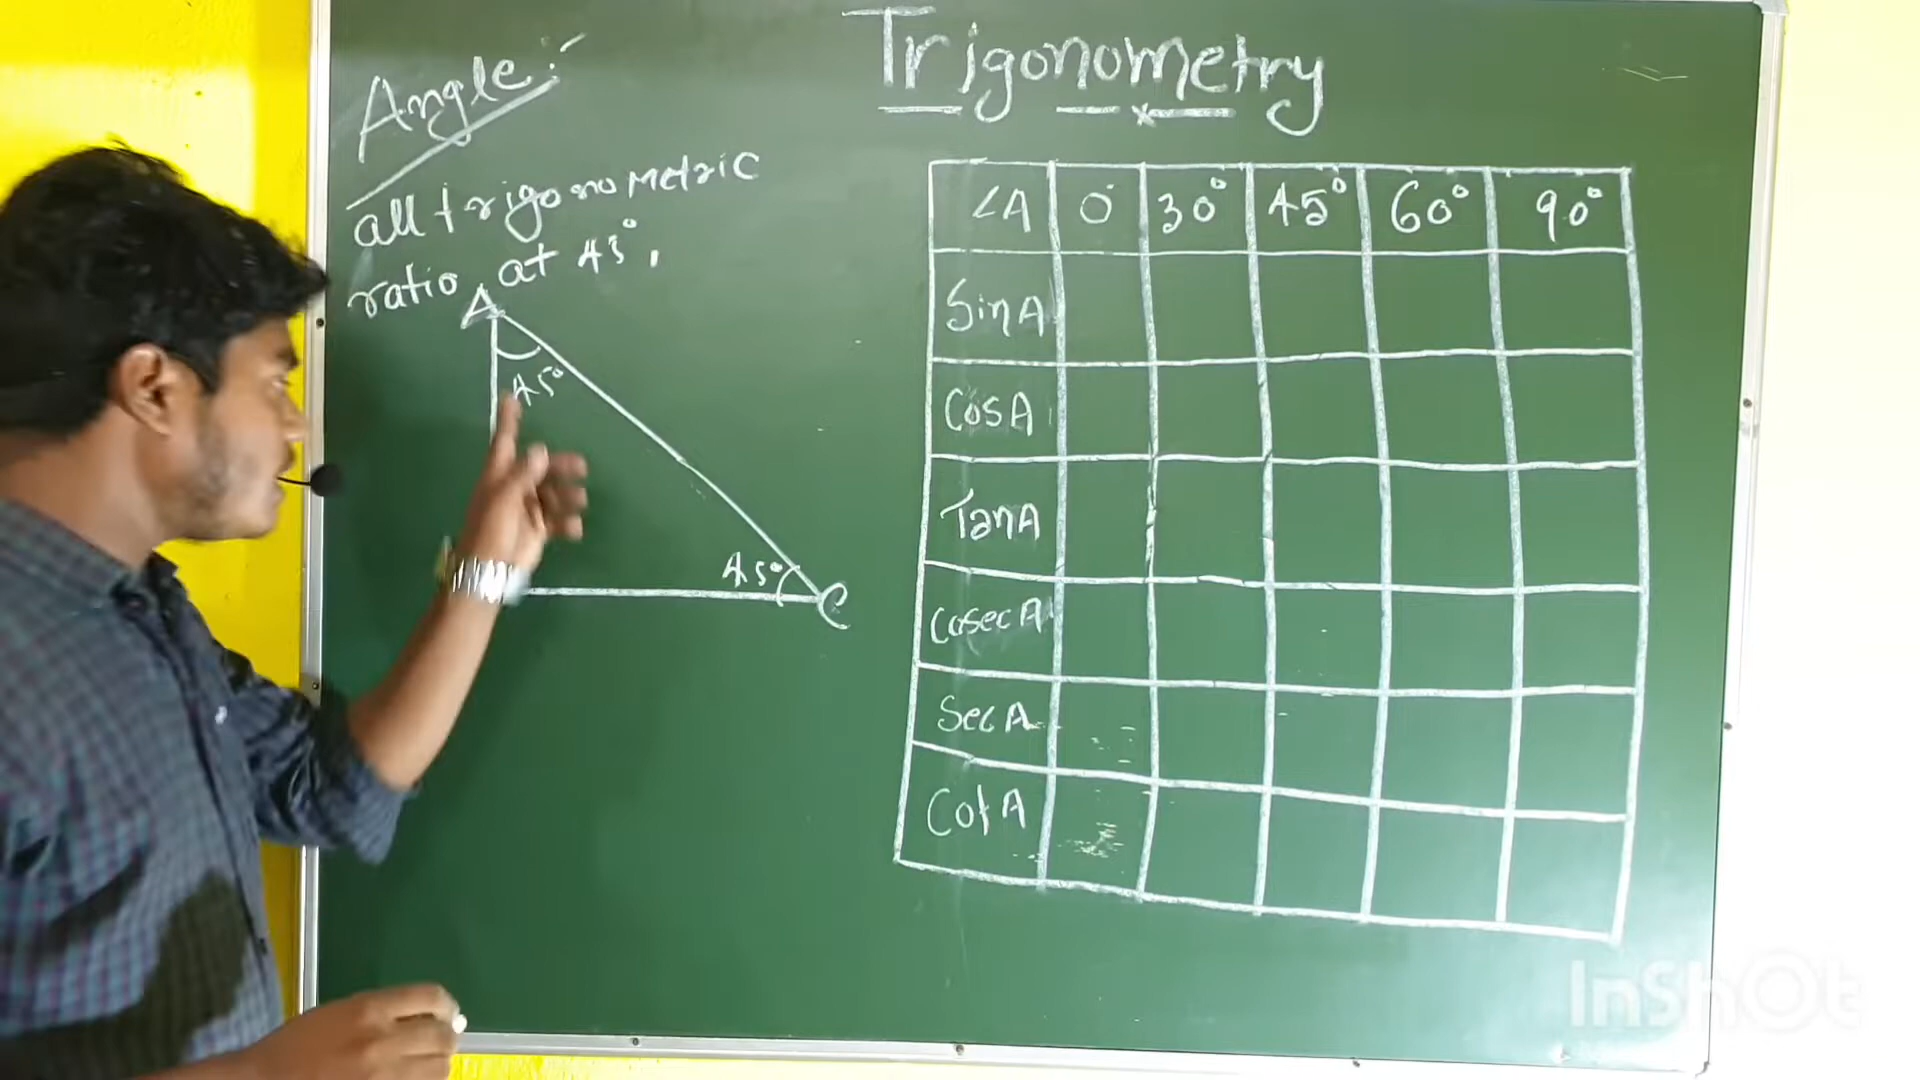 Trigonometry
Angle:-
all trigonometric
ratio at 45°.
A
45°
45°
C
∠A 0° 30° 45° 60° 90°
SinA
CosA
TanA
CosecA
SecA
CotA
InShOt